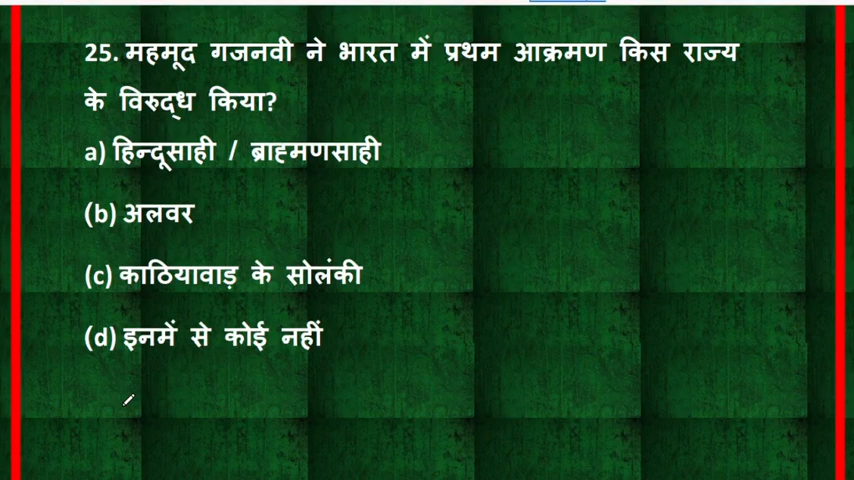 25. महमूद गजनवी ने भारत में प्रथम आक्रमण किस राज्य
के विरुद्ध किया?
a) हिन्दूसाही / ब्राह्मणसाही
(b) अलवर
(c) काठियावाड़ के सोलंकी
(d) इनमें से कोई नहीं